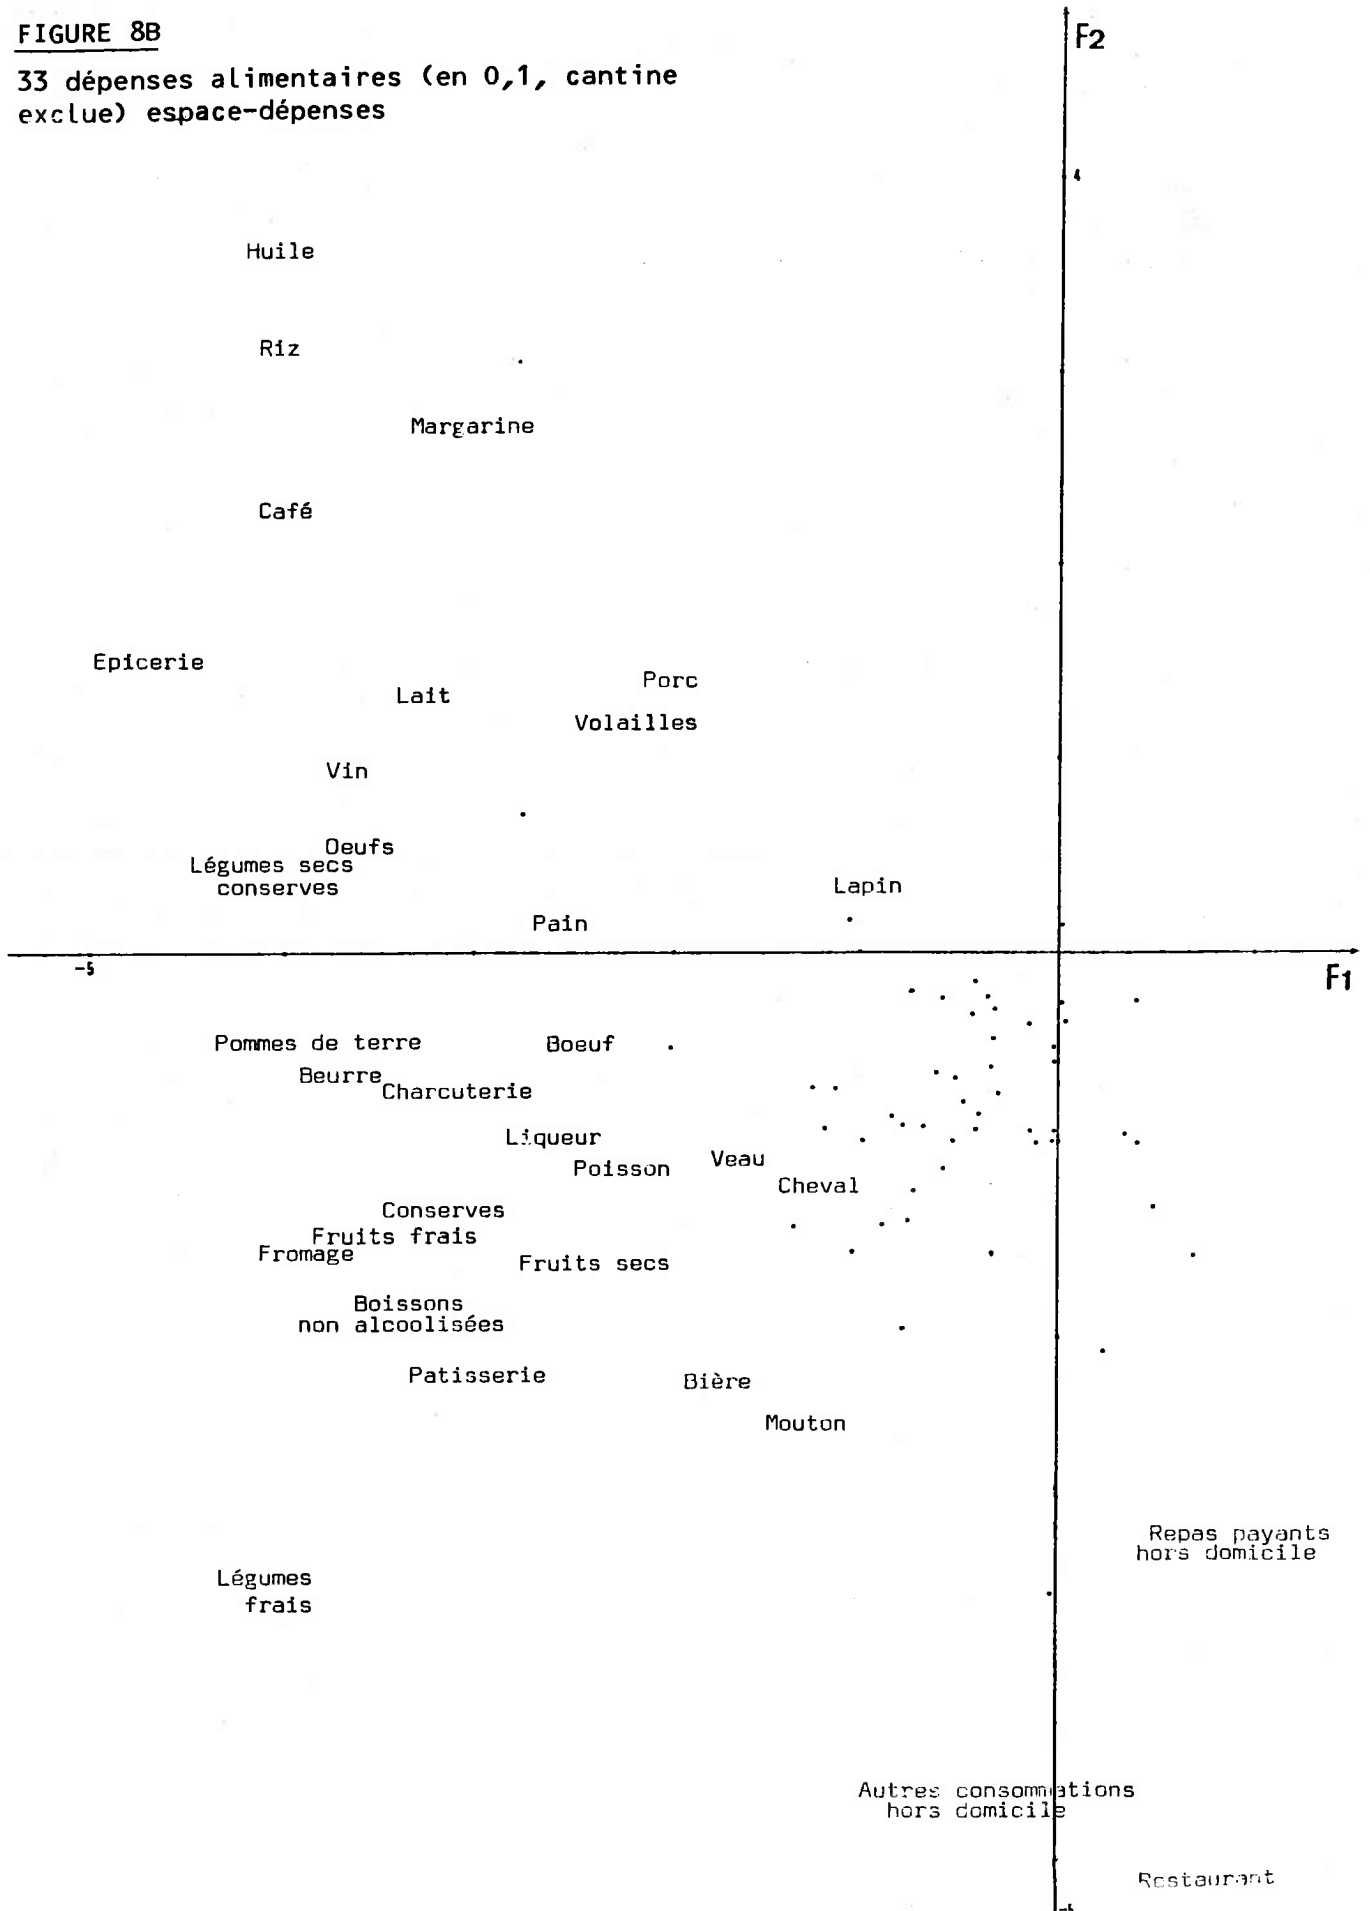 FIGURE 8B
33 dépenses alimentaires (en 0,1, cantine
exclue) espace-dépenses
F2
4
Huile
Riz
Margarine
Café
Epicerie
Porc
Lait
Volailles
Vin
Oeufs
Légumes secs
conserves
Lapin
Pain
-5
F1
Pommes de terre
Boeuf
Beurre
Charcuterie
Liqueur
Veau
Poisson
Cheval
Conserves
Fruits frais
Fromage
Fruits secs
Boissons
non alcoolisées
Patisserie
Bière
Mouton
Repas payants
hors domicile
Légumes
frais
Autres consommations
hors domicile
Restaurant